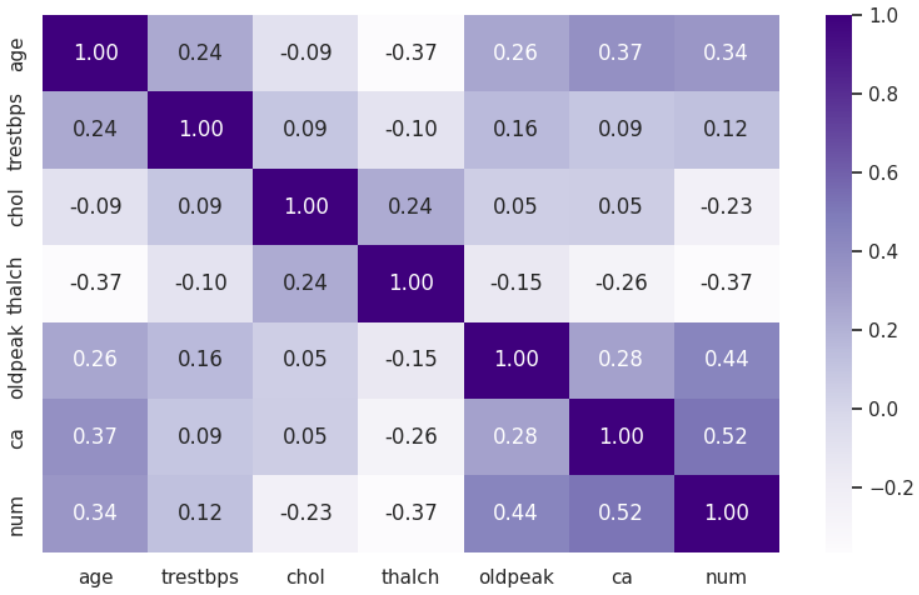 age 1.00 0.24 -0.09 -0.37 0.26 0.37 0.34
trestbps 0.24 1.00 0.09 -0.10 0.16 0.09 0.12
chol -0.09 0.09 1.00 0.24 0.05 0.05 -0.23
thalch -0.37 -0.10 0.24 1.00 -0.15 -0.26 -0.37
oldpeak 0.26 0.16 0.05 -0.15 1.00 0.28 0.44
ca 0.37 0.09 0.05 -0.26 0.28 1.00 0.52
num 0.34 0.12 -0.23 -0.37 0.44 0.52 1.00
age trestbps chol thalch oldpeak ca num
1.0
0.8
0.6
0.4
0.2
0.0
−0.2